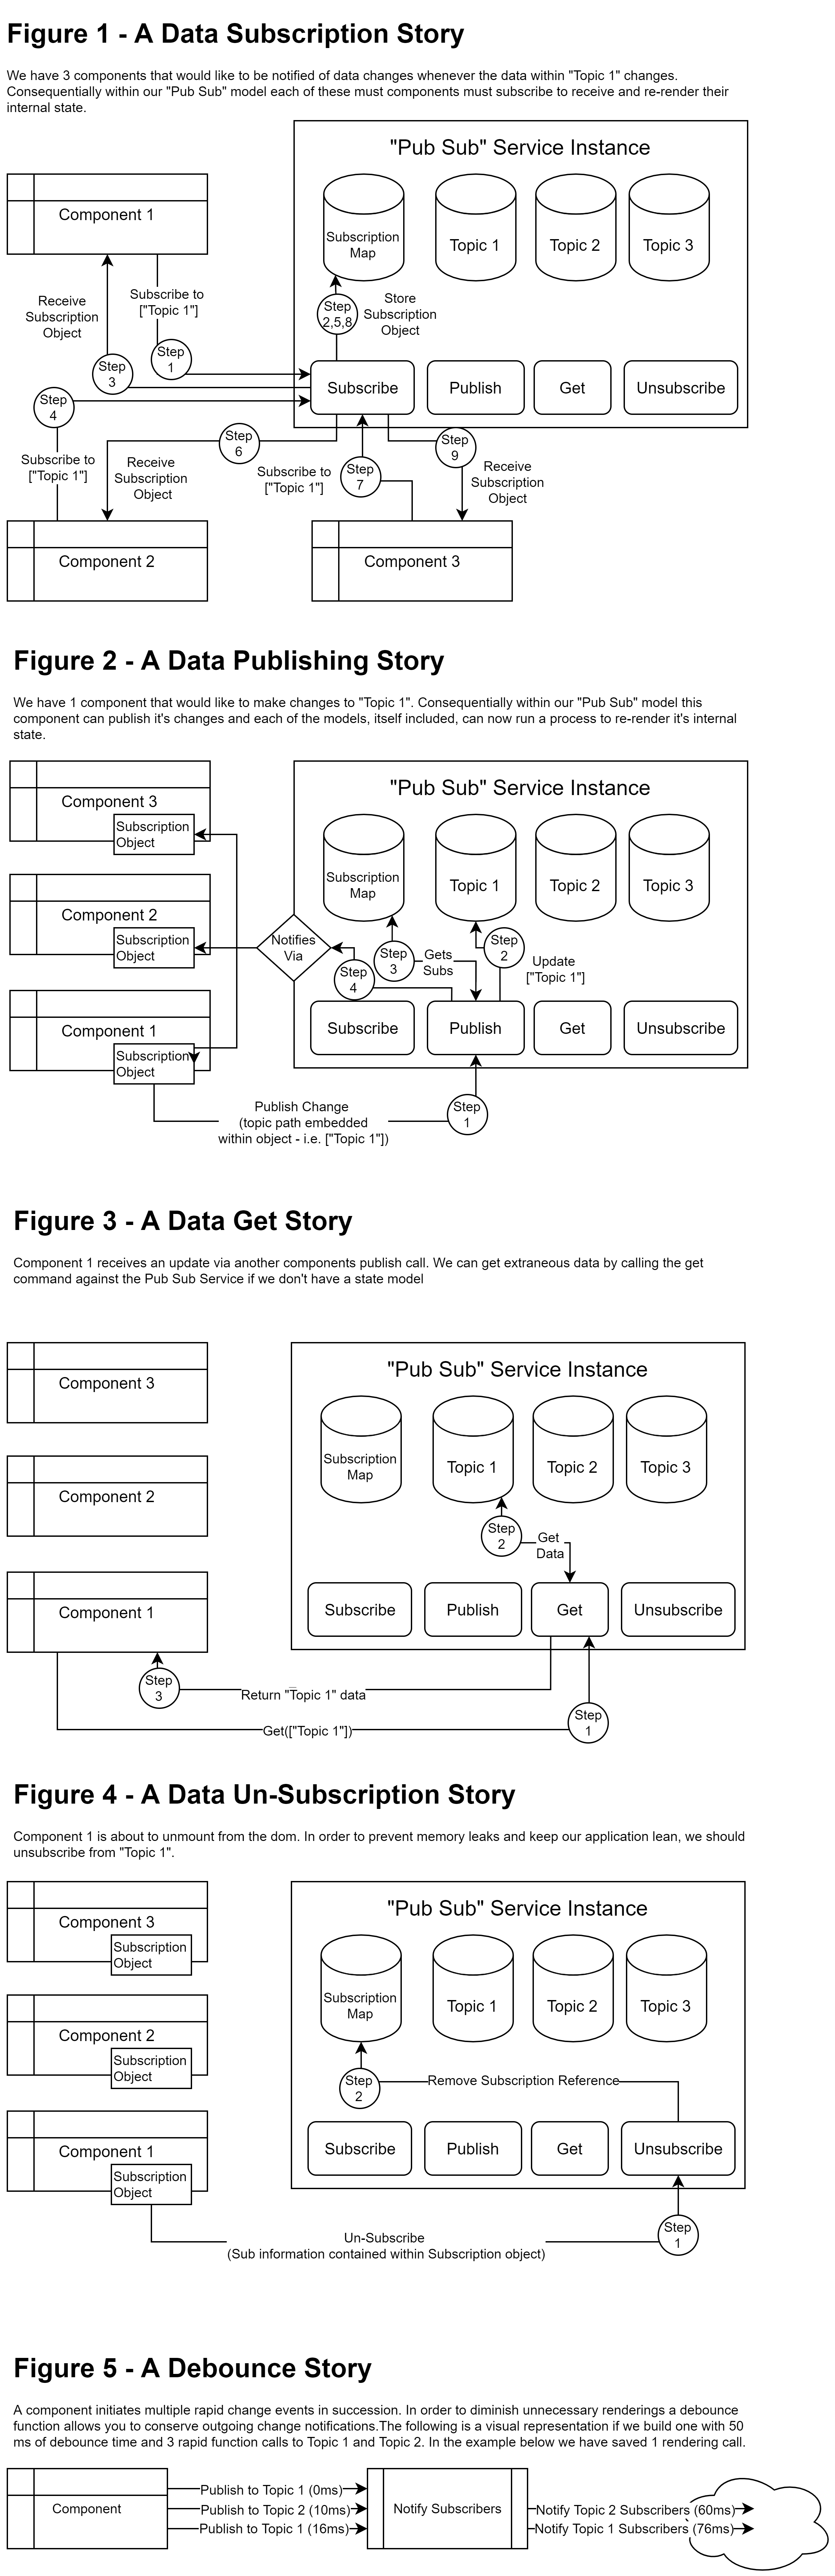 Figure 1 - A Data Subscription Story
We have 3 components that would like to be notified of data changes whenever the data within "Topic 1" changes.
Consequentially within our "Pub Sub" model each of these must components must subscribe to receive and re-render their
internal state.
"Pub Sub" Service Instance
Component 1
Subscription
Map
Topic 1
Topic 2
Topic 3
Receive
Subscription
Object
Subscribe to
["Topic 1"]
Step
2,5,8
Store
Subscription
Object
Step
3
Step
1
Subscribe
Publish
Get
Unsubscribe
Step
4
Step
6
Subscribe to
["Topic 1"]
Receive
Subscription
Object
Subscribe to
["Topic 1"]
Step
7
Step
9
Receive
Subscription
Object
Component 2
Component 3
Figure 2 - A Data Publishing Story
We have 1 component that would like to make changes to "Topic 1". Consequentially within our "Pub Sub" model this
component can publish it's changes and each of the models, itself included, can now run a process to re-render it's internal
state.
"Pub Sub" Service Instance
Component 3
Subscription
Object
Subscription
Map
Topic 1
Topic 2
Topic 3
Component 2
Subscription
Object
Notifies
Via
Step
4
Step
3
Gets
Subs
Step
2
Update
["Topic 1"]
Component 1
Subscription
Object
Subscribe
Publish
Get
Unsubscribe
Publish Change
(topic path embedded
within object - i.e. ["Topic 1"])
Step
1
Figure 3 - A Data Get Story
Component 1 receives an update via another components publish call. We can get extraneous data by calling the get
command against the Pub Sub Service if we don't have a state model
"Pub Sub" Service Instance
Component 3
Subscription
Map
Topic 1
Topic 2
Topic 3
Component 2
Step
2
Get
Data
Component 1
Subscribe
Publish
Get
Unsubscribe
Step
3
Return "Topic 1" data
Step
1
Get(["Topic 1"])
Figure 4 - A Data Un-Subscription Story
Component 1 is about to unmount from the dom. In order to prevent memory leaks and keep our application lean, we should
unsubscribe from "Topic 1".
"Pub Sub" Service Instance
Component 3
Subscription
Object
Subscription
Map
Topic 1
Topic 2
Topic 3
Component 2
Subscription
Object
Step
2
Remove Subscription Reference
Component 1
Subscription
Object
Subscribe
Publish
Get
Unsubscribe
Step
1
Un-Subscribe
(Sub information contained within Subscription object)
Figure 5 - A Debounce Story
A component initiates multiple rapid change events in succession. In order to diminish unnecessary renderings a debounce
function allows you to conserve outgoing change notifications.The following is a visual representation if we build one with 50
ms of debounce time and 3 rapid function calls to Topic 1 and Topic 2. In the example below we have saved 1 rendering call.
Component
Publish to Topic 1 (0ms)
Publish to Topic 2 (10ms)
Publish to Topic 1 (16ms)
Notify Subscribers
Notify Topic 2 Subscribers (60ms)
Notify Topic 1 Subscribers (76ms)